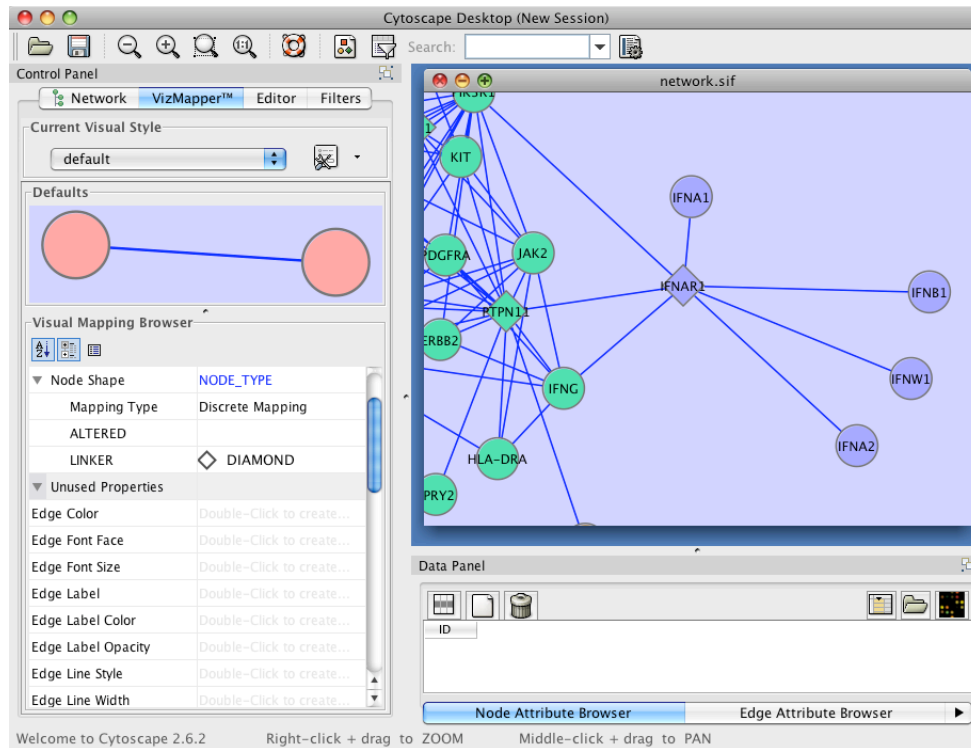 Cytoscape Desktop (New Session)
Search:
Control Panel
Network VizMapper™ Editor Filters
Current Visual Style
default
Defaults
Visual Mapping Browser
Node Shape NODE_TYPE
Mapping Type Discrete Mapping
ALTERED
LINKER DIAMOND
Unused Properties
Edge Color Double-Click to create...
Edge Font Face Double-Click to create...
Edge Font Size Double-Click to create...
Edge Label Double-Click to create...
Edge Label Color Double-Click to create...
Edge Label Opacity Double-Click to create...
Edge Line Style Double-Click to create...
Edge Line Width Double-Click to create...
network.sif
1
KIT
IFNA1
PDGFRA
JAK2
IFNAR1
IFNB1
PTPN11
ERBB2
IFNW1
IFNG
IFNA2
HLA-DRA
PRY2
Data Panel
ID
Node Attribute Browser Edge Attribute Browser
Welcome to Cytoscape 2.6.2 Right-click + drag to ZOOM Middle-click + drag to PAN